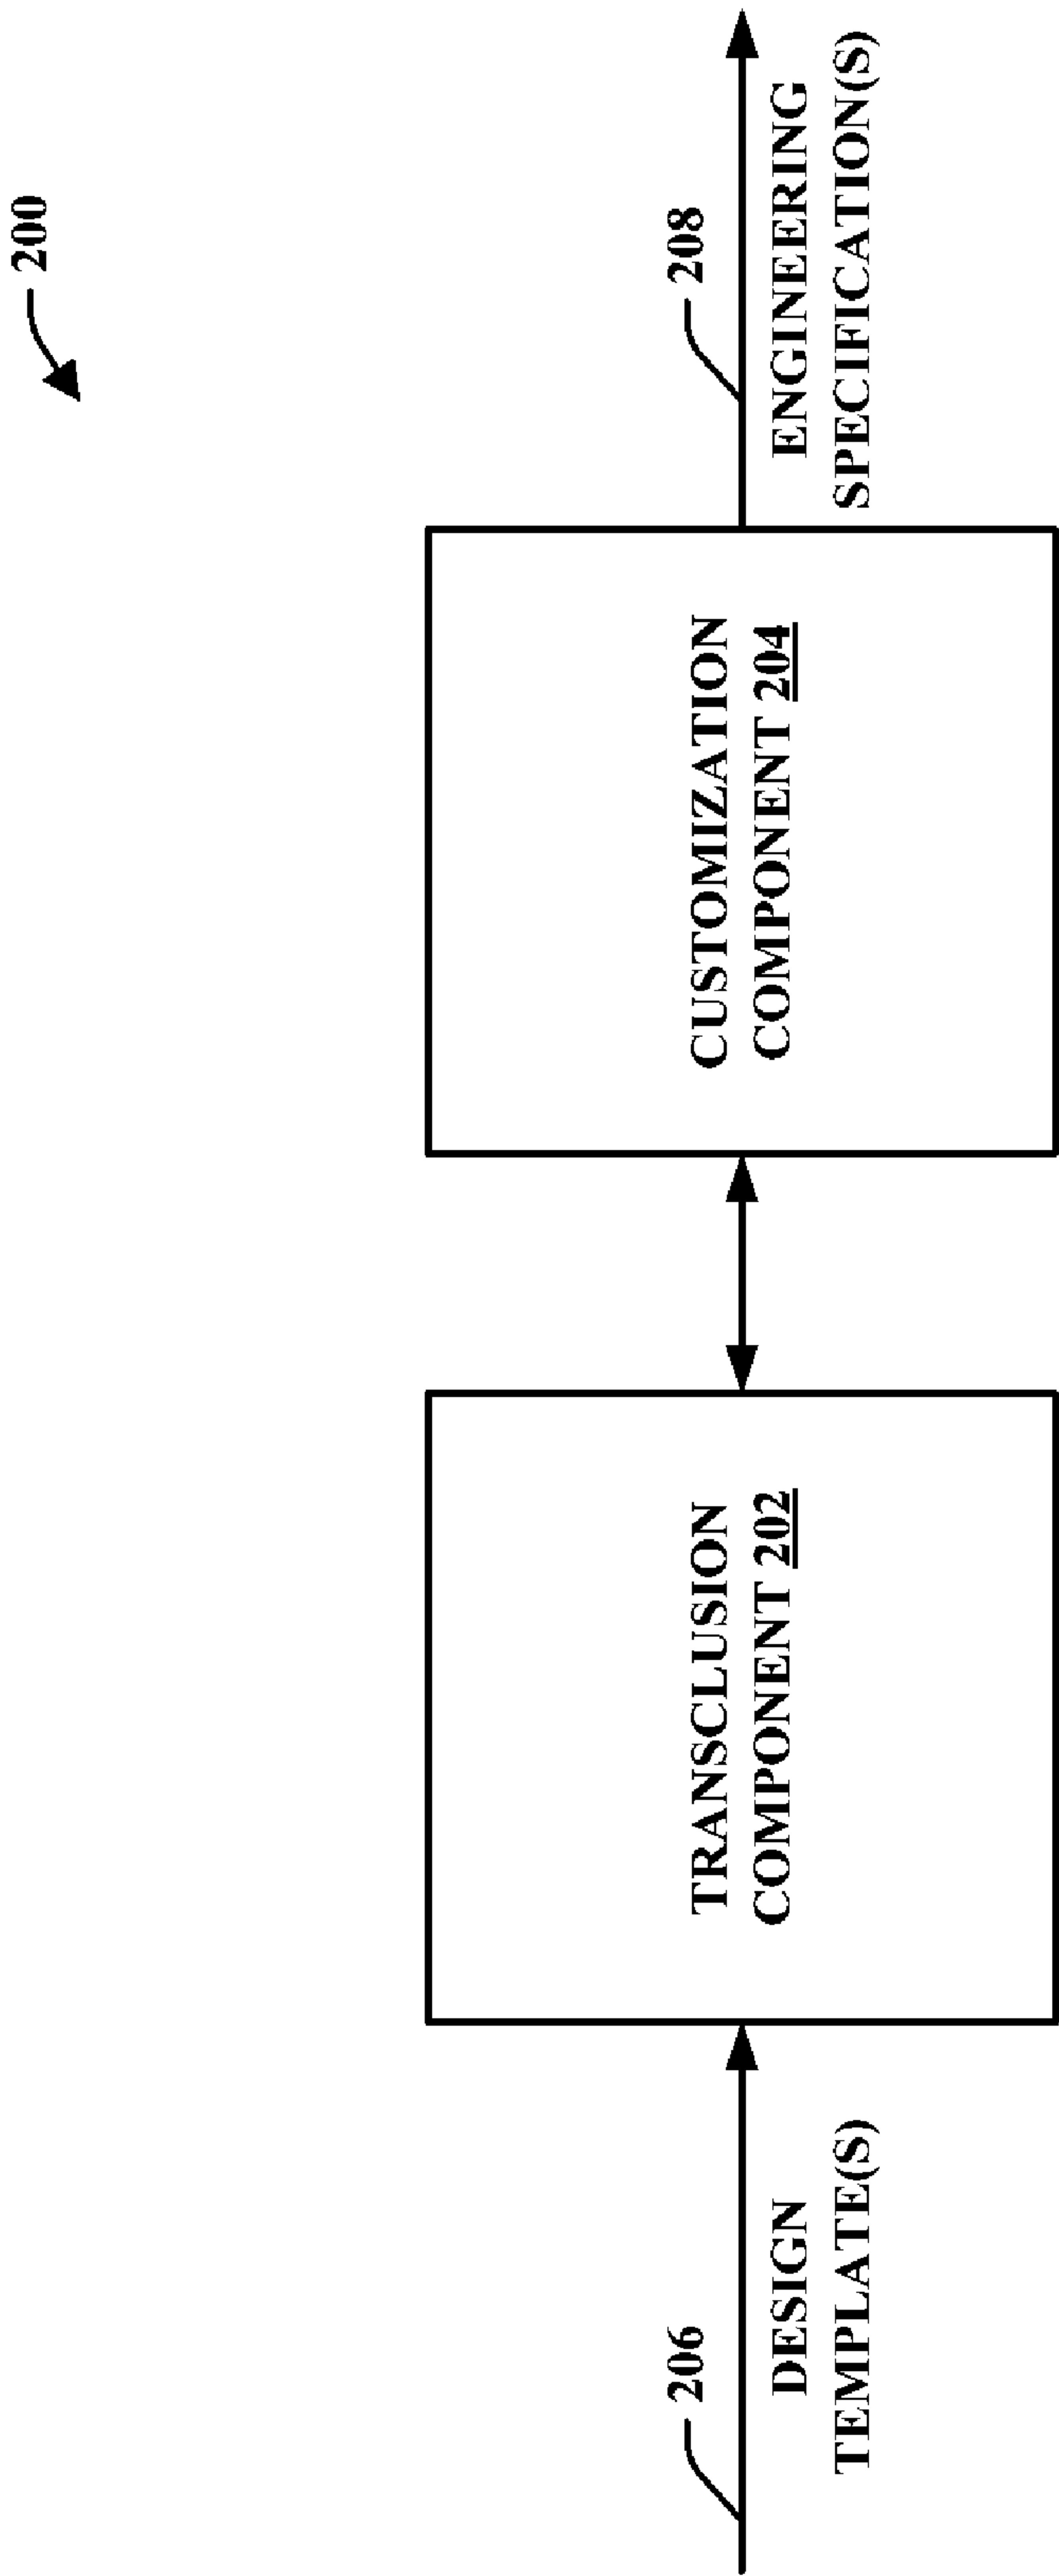 200
206
DESIGN
TEMPLATE(S)
TRANSCLUSION
COMPONENT 202
CUSTOMIZATION
COMPONENT 204
208
ENGINEERING
SPECIFICATION(S)